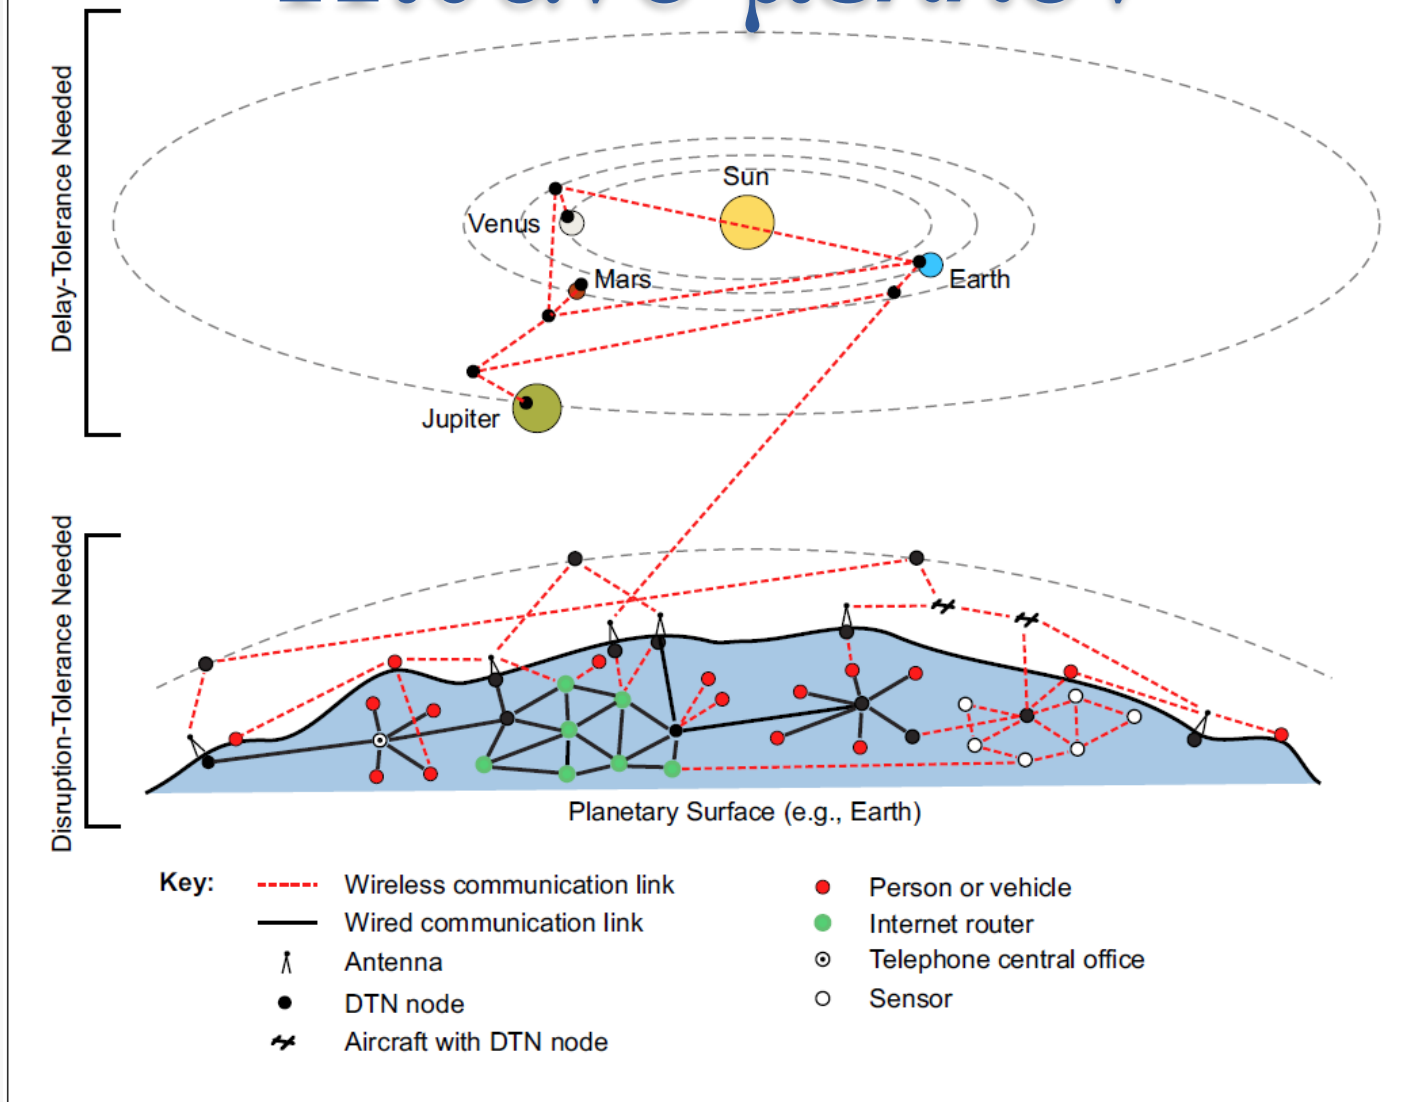 Delay-Tolerance Needed
Sun
Venus
Mars
Earth
Jupiter
Disruption-Tolerance Needed
Planetary Surface (e.g., Earth)
Key:
Wireless communication link
Wired communication link
Antenna
DTN node
Aircraft with DTN node
Person or vehicle
Internet router
Telephone central office
Sensor